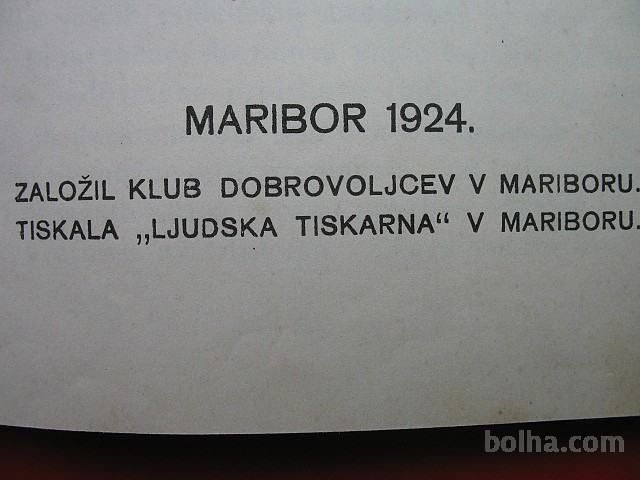 MARIBOR 1924.
ZALOŽIL KLUB DOBROVOLJCEV V MARIBORU.
TISKALA „LJUDSKA TISKARNA“ V MARIBORU.
bolha.com